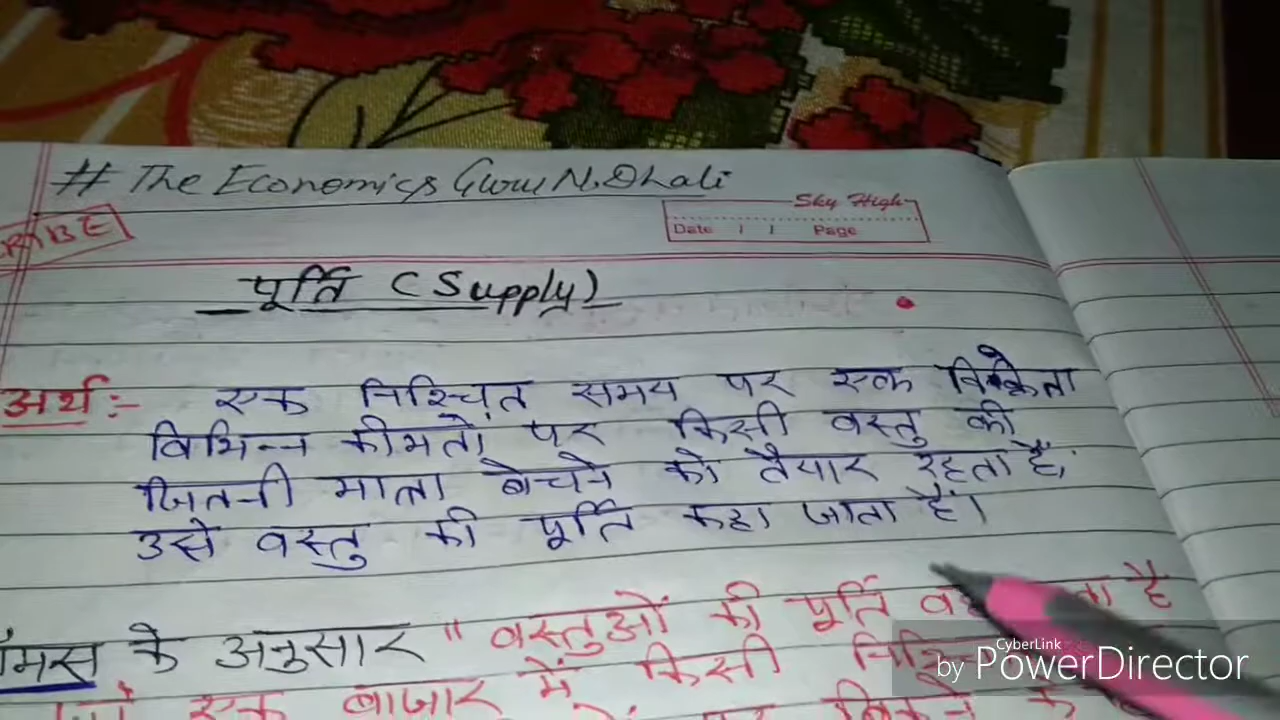 # The Economics Guru N. Dhali
Sky High
Date / / Page
RIBE
पूर्ति (Supply)
अर्थ :- एक निश्चित समय पर एक विक्रेता
विभिन्न कीमतों पर किसी वस्तु की
जितनी मात्रा बेचने को तैयार रहता है,
उसे वस्तु की पूर्ति कहा जाता है।
के अनुसार " वस्तुओं की पूर्ति है
एक बाजार में किसी
CyberLink
by PowerDirector